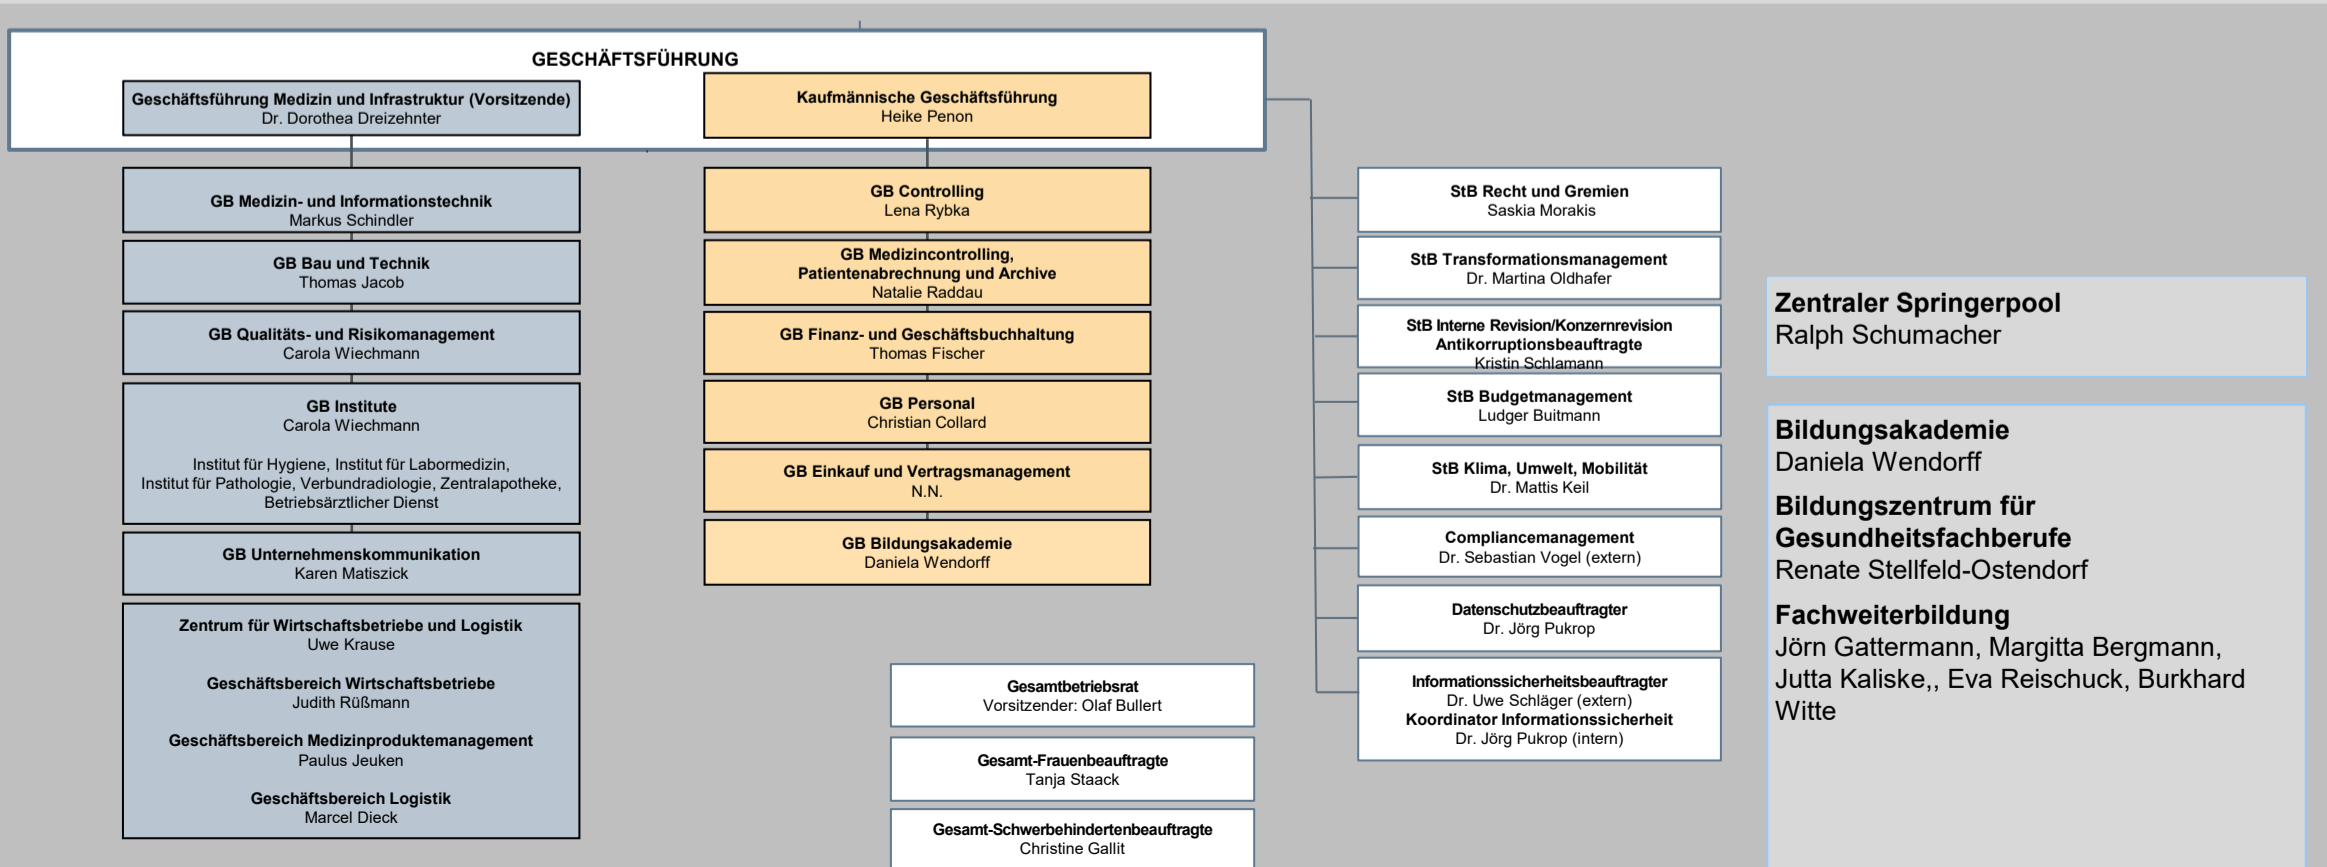 GESCHÄFTSFÜHRUNG
Geschäftsführung Medizin und Infrastruktur (Vorsitzende)
Dr. Dorothea Dreizehnter
Kaufmännische Geschäftsführung
Heike Penon
GB Medizin- und Informationstechnik
Markus Schindler
GB Bau und Technik
Thomas Jacob
GB Qualitäts- und Risikomanagement
Carola Wiechmann
GB Institute
Carola Wiechmann
Institut für Hygiene, Institut für Labormedizin,
Institut für Pathologie, Verbundradiologie, Zentralapotheke,
Betriebsärztlicher Dienst
GB Unternehmenskommunikation
Karen Matiszick
Zentrum für Wirtschaftsbetriebe und Logistik
Uwe Krause
Geschäftsbereich Wirtschaftsbetriebe
Judith Rüßmann
Geschäftsbereich Medizinproduktemanagement
Paulus Jeuken
Geschäftsbereich Logistik
Marcel Dieck
GB Controlling
Lena Rybka
GB Medizincontrolling,
Patientenabrechnung und Archive
Natalie Raddau
GB Finanz- und Geschäftsbuchhaltung
Thomas Fischer
GB Personal
Christian Collard
GB Einkauf und Vertragsmanagement
N.N.
GB Bildungsakademie
Daniela Wendorff
Gesamtbetriebsrat
Vorsitzender: Olaf Bullert
Gesamt-Frauenbeauftragte
Tanja Staack
Gesamt-Schwerbehindertenbeauftragte
Christine Gallit
StB Recht und Gremien
Saskia Morakis
StB Transformationsmanagement
Dr. Martina Oldhafer
StB Interne Revision/Konzernrevision
Antikorruptionsbeauftragte
Kristin Schlamann
StB Budgetmanagement
Ludger Buitmann
StB Klima, Umwelt, Mobilität
Dr. Mattis Keil
Compliancemanagement
Dr. Sebastian Vogel (extern)
Datenschutzbeauftragter
Dr. Jörg Pukrop
Informationssicherheitsbeauftragter
Dr. Uwe Schläger (extern)
Koordinator Informationssicherheit
Dr. Jörg Pukrop (intern)
Zentraler Springerpool
Ralph Schumacher
Bildungsakademie
Daniela Wendorff
Bildungszentrum für
Gesundheitsfachberufe
Renate Stellfeld-Ostendorf
Fachweiterbildung
Jörn Gattermann, Margitta Bergmann,
Jutta Kaliske,, Eva Reischuck, Burkhard
Witte